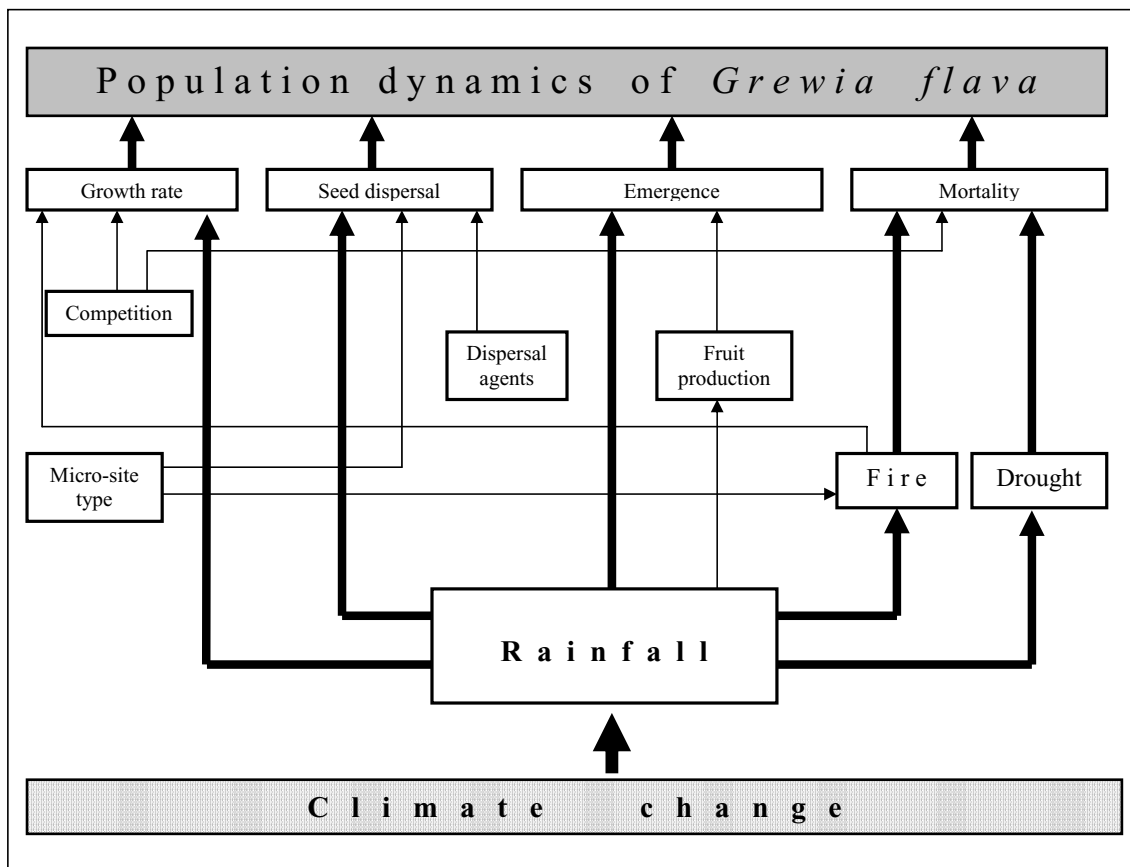 Population dynamics of Grewia flava
Growth rate
Seed dispersal
Emergence
Mortality
Competition
Dispersal
agents
Fruit
production
Micro-site
type
Fire
Drought
Rainfall
Climate change